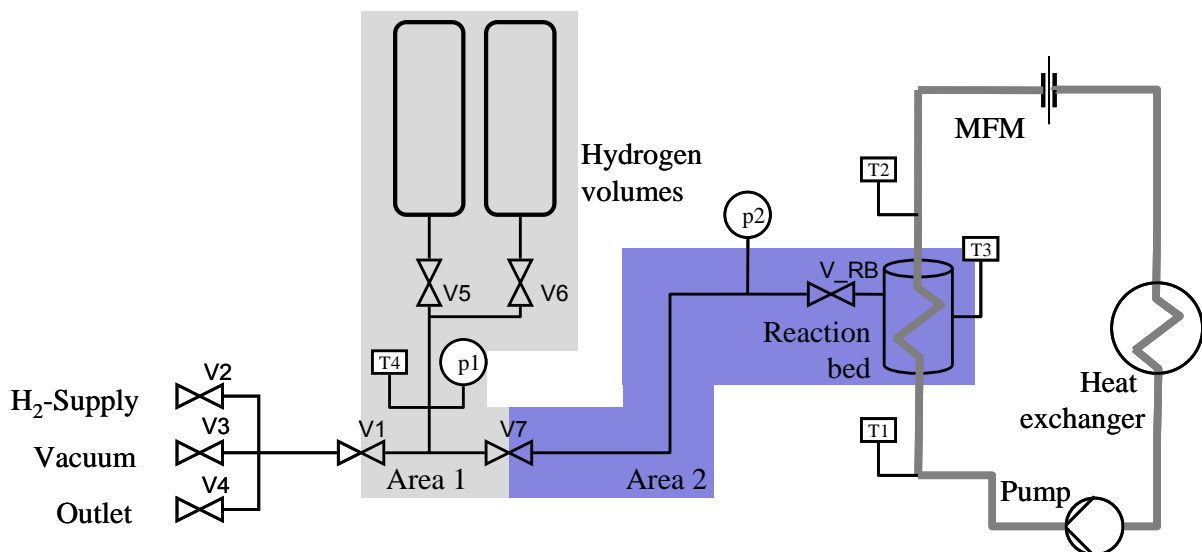 MFM
Hydrogen
volumes
T2
p2
T3
V_RB
V5
V6
Reaction
bed
T4
p1
V2
H2-Supply
Heat
exchanger
V3
V1
V7
T1
Vacuum
Area 1
Area 2
V4
Pump
Outlet